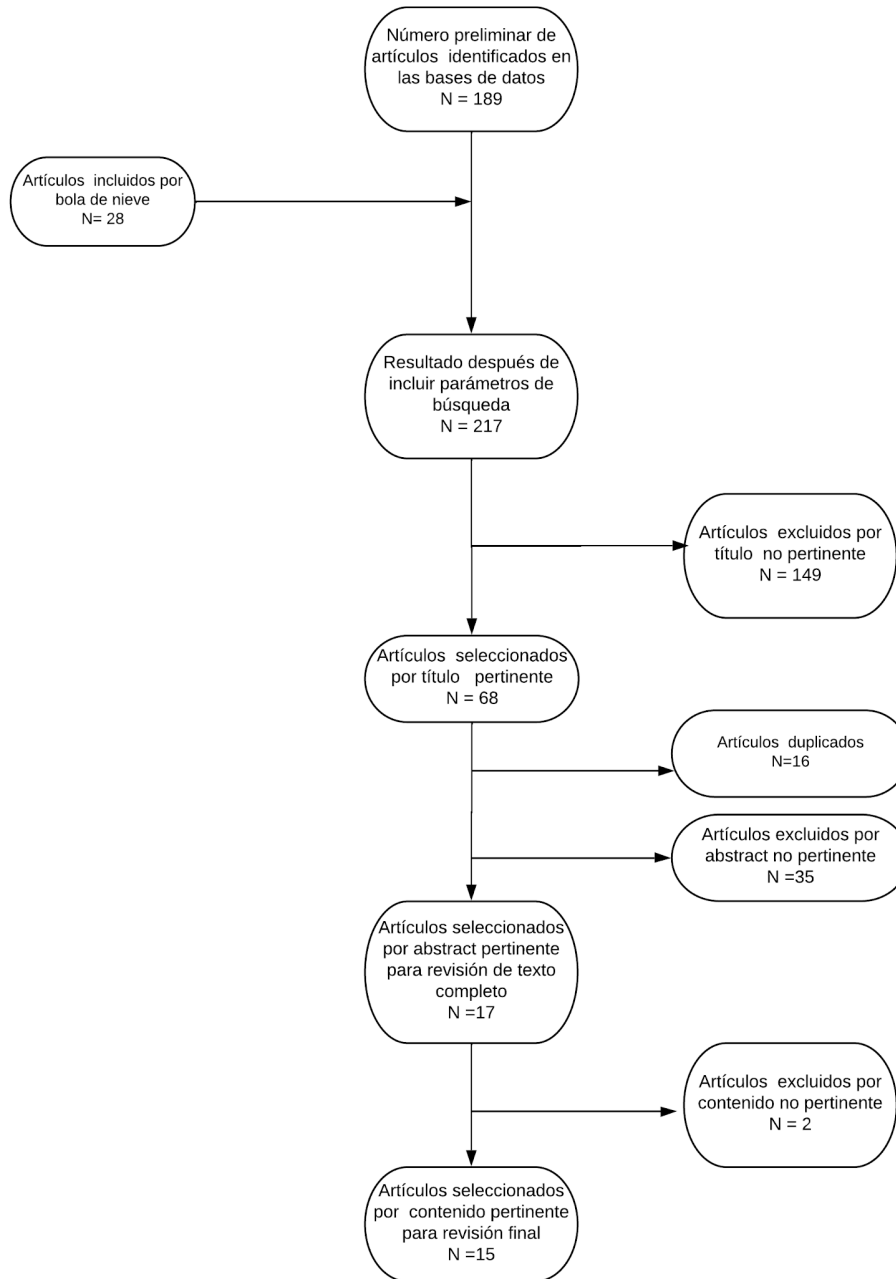 Número preliminar de
artículos identificados en
las bases de datos
N = 189
Artículos incluidos por
bola de nieve
N= 28
Resultado después de
incluir parámetros de
búsqueda
N = 217
Artículos excluidos por
título no pertinente
N = 149
Artículos seleccionados
por título pertinente
N = 68
Artículos duplicados
N=16
Artículos excluidos por
abstract no pertinente
N =35
Artículos seleccionados
por abstract pertinente
para revisión de texto
completo
N =17
Artículos excluidos por
contenido no pertinente
N = 2
Artículos seleccionados
por contenido pertinente
para revisión final
N =15